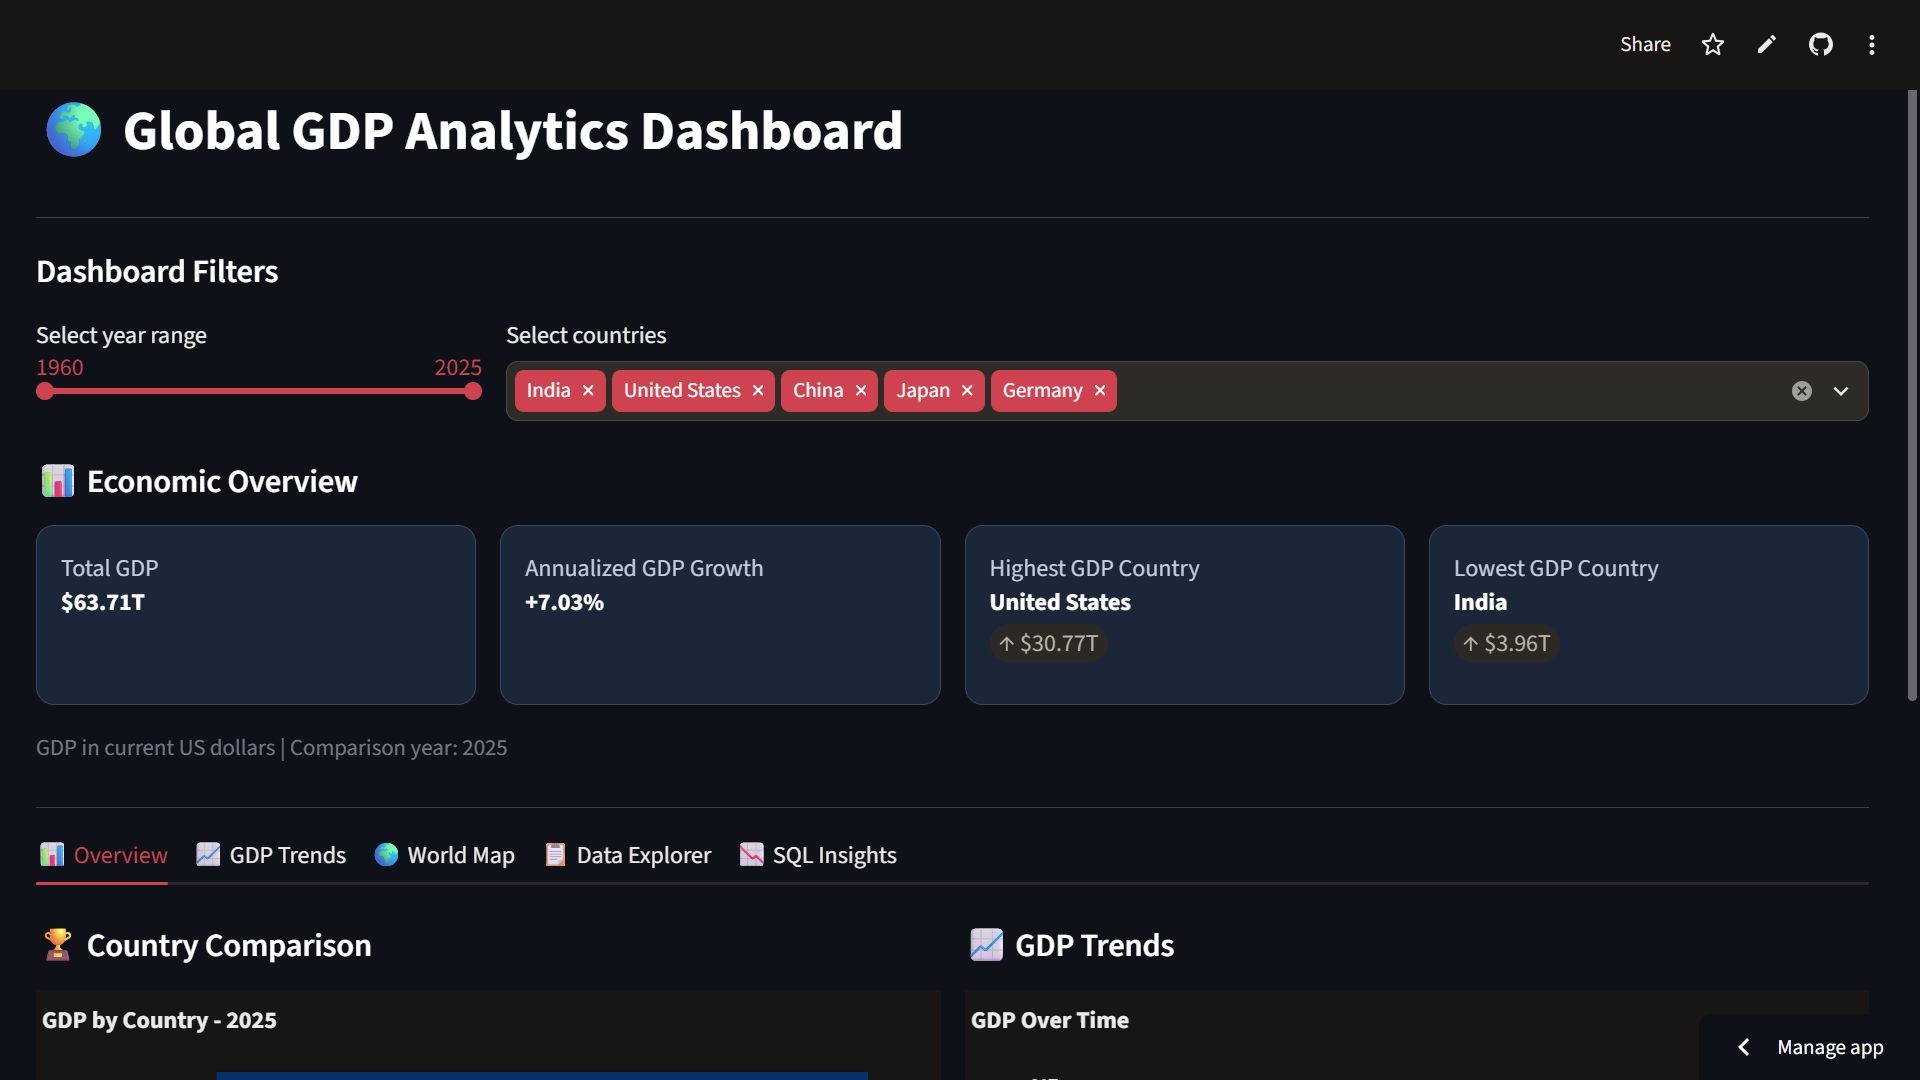 Share
Global GDP Analytics Dashboard
Dashboard Filters
Select year range
1960 2025
Select countries
India × United States × China × Japan × Germany ×
Economic Overview
Total GDP
$63.71T
Annualized GDP Growth
+7.03%
Highest GDP Country
United States
↑ $30.77T
Lowest GDP Country
India
↑ $3.96T
GDP in current US dollars | Comparison year: 2025
Overview GDP Trends World Map Data Explorer SQL Insights
Country Comparison
GDP by Country - 2025
GDP Trends
GDP Over Time
Manage app